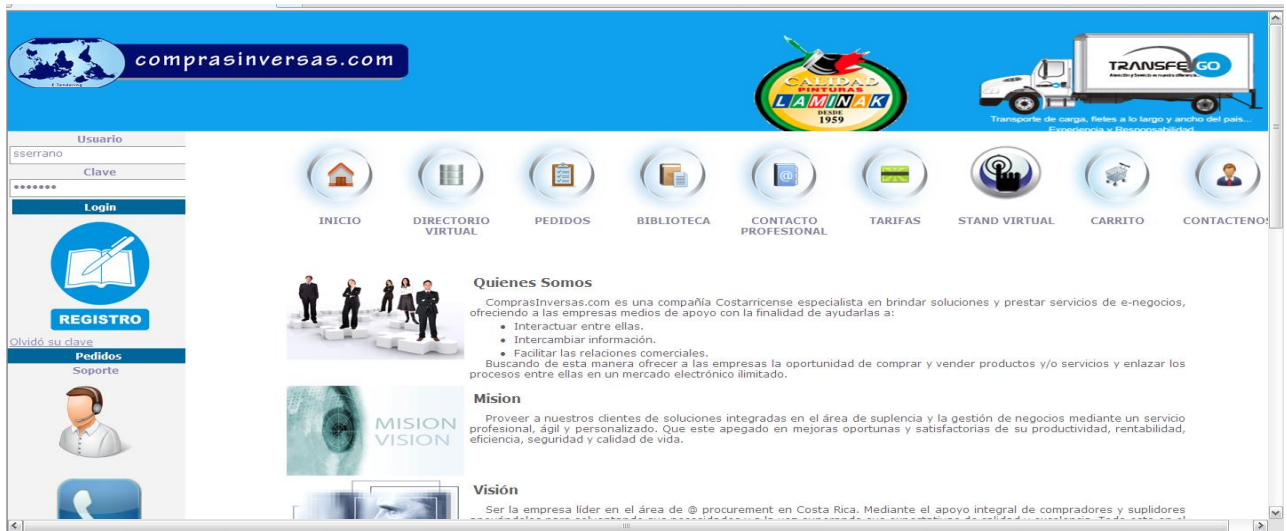 comprasinversas.com
E-Tendering
CALIDAD
PINTURAS
LAMINAK
DESDE
1959
TRANSFE GO
Transporte de carga, fletes a lo largo y ancho del país...
Experiencia y Responsabilidad
Usuario
sserrano
Clave
•••••••
Login
REGISTRO
Olvidó su clave
Pedidos
Soporte
INICIO
DIRECTORIO
VIRTUAL
PEDIDOS
BIBLIOTECA
CONTACTO
PROFESIONAL
TARIFAS
STAND VIRTUAL
CARRITO
CONTACTENOS
Quienes Somos
ComprasInversas.com es una compañía Costarricense especialista en brindar soluciones y prestar servicios de e-negocios,
ofreciendo a las empresas medios de apoyo con la finalidad de ayudarlas a:
• Interactuar entre ellas.
• Intercambiar información.
• Facilitar las relaciones comerciales.
Buscando de esta manera ofrecer a las empresas la oportunidad de comprar y vender productos y/o servicios y enlazar los
procesos entre ellas en un mercado electrónico ilimitado.
MISION
VISION
Mision
Proveer a nuestros clientes de soluciones integradas en el área de suplencia y la gestión de negocios mediante un servicio
profesional, ágil y personalizado. Que este apegado en mejoras oportunas y satisfactorias de su productividad, rentabilidad,
eficiencia, seguridad y calidad de vida.
Visión
Ser la empresa líder en el área de @ procurement en Costa Rica. Mediante el apoyo integral de compradores y suplidores